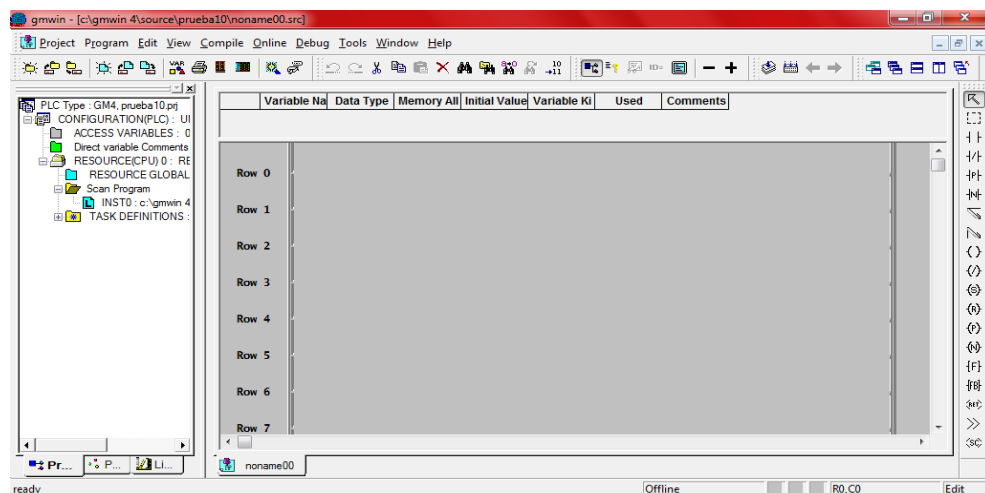 gmwin - [c:\gmwin 4\source\prueba10\noname00.src]
Project Program Edit View Compile Online Debug Tools Window Help
PLC Type : GM4, prueba10.prj
CONFIGURATION(PLC) : UI
ACCESS VARIABLES : 0
Direct variable Comments
RESOURCE(CPU) 0 : RE
RESOURCE GLOBAL
Scan Program
INST0 : c:\gmwin 4
TASK DEFINITIONS :
Variable Na Data Type Memory All Initial Value Variable Ki Used Comments
Row 0
Row 1
Row 2
Row 3
Row 4
Row 5
Row 6
Row 7
Pr... P... Li...
noname00
ready Offline R0,C0 Edit